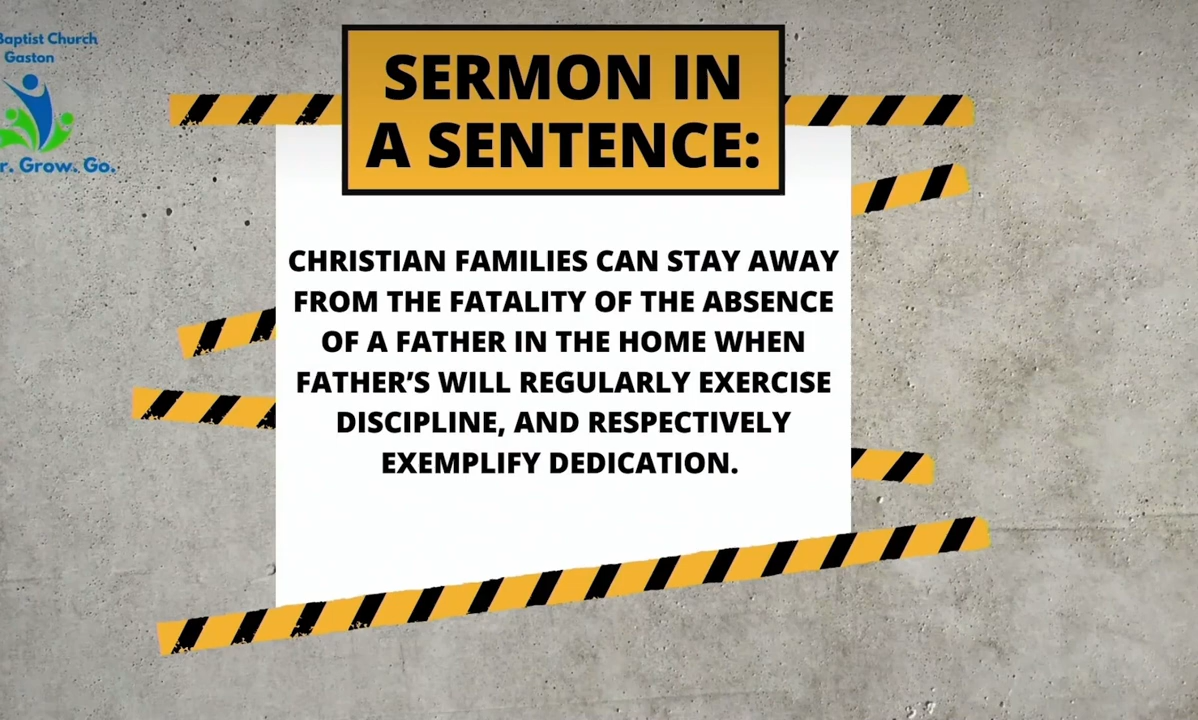 Baptist Church
Gaston
Grow. Go.
SERMON IN
A SENTENCE:
CHRISTIAN FAMILIES CAN STAY AWAY
FROM THE FATALITY OF THE ABSENCE
OF A FATHER IN THE HOME WHEN
FATHER’S WILL REGULARLY EXERCISE
DISCIPLINE, AND RESPECTIVELY
EXEMPLIFY DEDICATION.